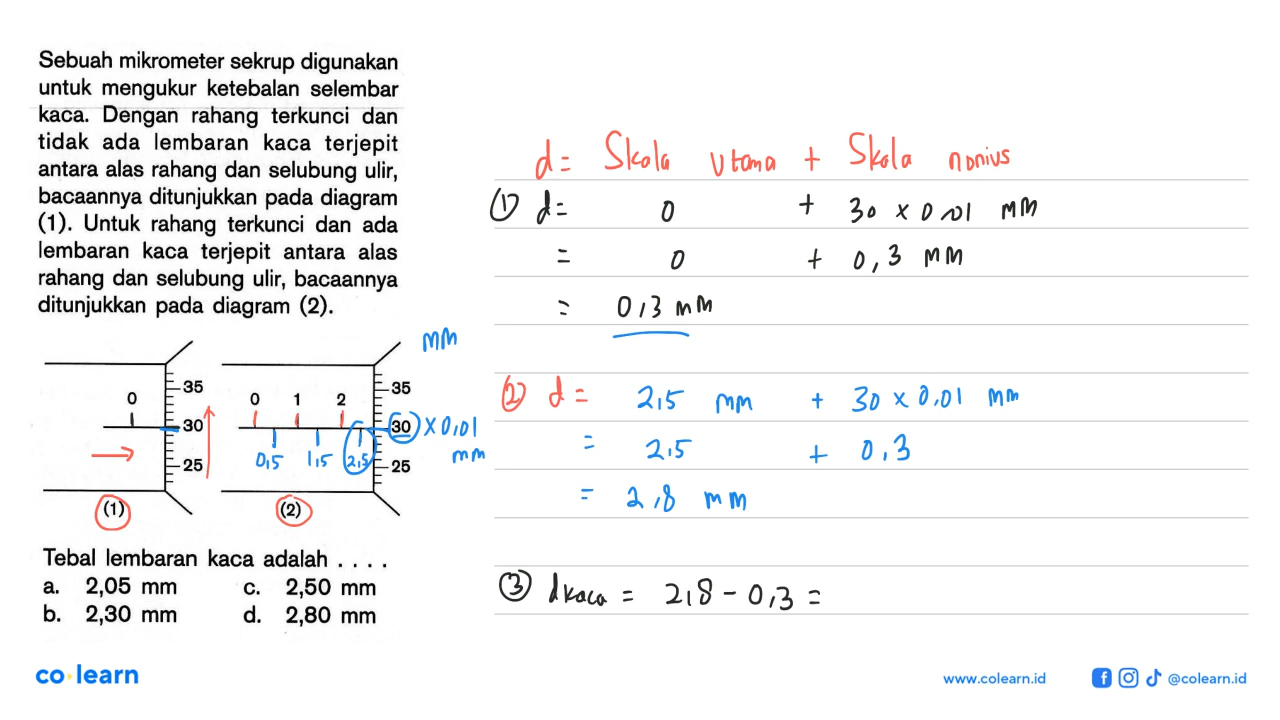 Sebuah mikrometer sekrup digunakan
untuk mengukur ketebalan selembar
kaca. Dengan rahang terkunci dan
tidak ada lembaran kaca terjepit
antara alas rahang dan selubung ulir,
bacaannya ditunjukkan pada diagram
(1). Untuk rahang terkunci dan ada
lembaran kaca terjepit antara alas
rahang dan selubung ulir, bacaannya
ditunjukkan pada diagram (2).
0
35
30
25
(1)
mm
0 1 2
35
30 x 0,01
mm
25
0,5 1,5 2,5
(2)
Tebal lembaran kaca adalah . . . .
a. 2,05 mm c. 2,50 mm
b. 2,30 mm d. 2,80 mm
d = Skala utama + Skala nonius
(1) d = 0 + 30 x 0,01 mm
= 0 + 0,3 mm
= 0,3 mm
(2) d = 2,5 mm + 30 x 0,01 mm
= 2,5 + 0,3
= 2,8 mm
(3) d kaca = 2,8 - 0,3 =
co learn
www.colearn.id
@colearn.id